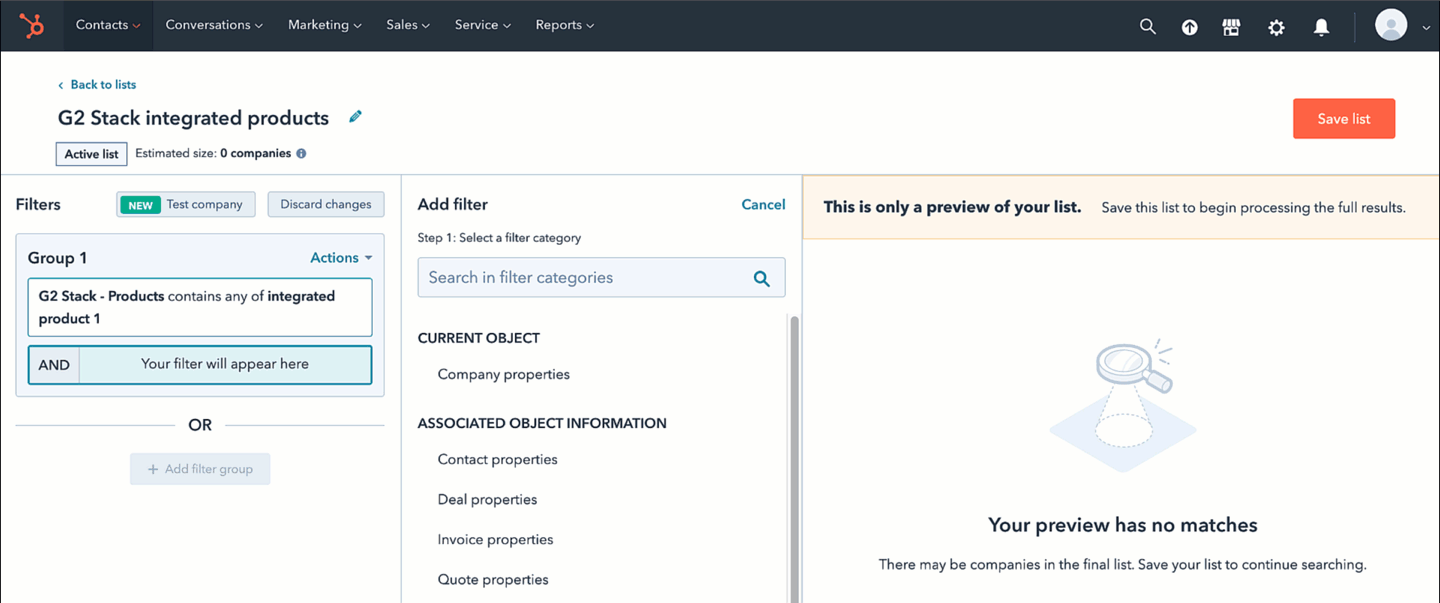 Contacts Conversations Marketing Sales Service Reports
Back to lists
G2 Stack integrated products
Save list
Active list Estimated size: 0 companies
Filters NEW Test company Discard changes
Group 1 Actions
G2 Stack - Products contains any of integrated
product 1
AND Your filter will appear here
OR
+ Add filter group
Add filter Cancel
Step 1: Select a filter category
Search in filter categories
CURRENT OBJECT
Company properties
ASSOCIATED OBJECT INFORMATION
Contact properties
Deal properties
Invoice properties
Quote properties
This is only a preview of your list. Save this list to begin processing the full results.
Your preview has no matches
There may be companies in the final list. Save your list to continue searching.